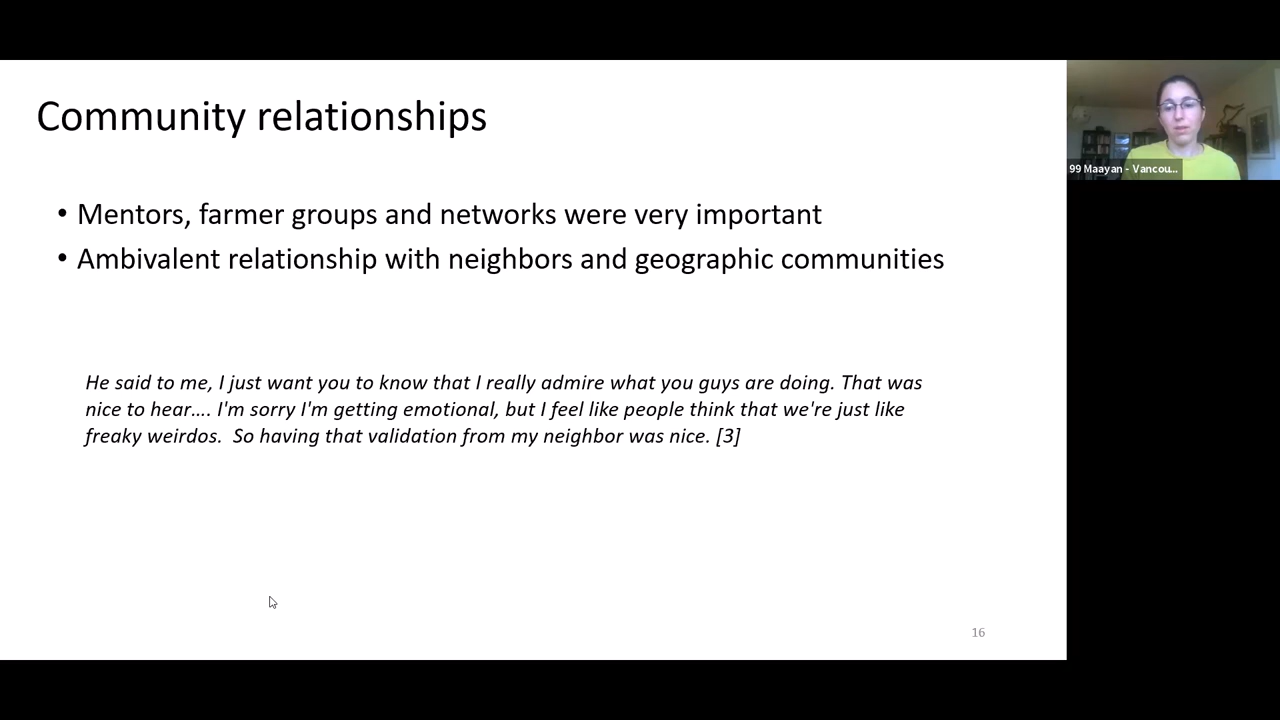 Community relationships
• Mentors, farmer groups and networks were very important
• Ambivalent relationship with neighbors and geographic communities
He said to me, I just want you to know that I really admire what you guys are doing. That was
nice to hear.... I'm sorry I'm getting emotional, but I feel like people think that we're just like
freaky weirdos.  So having that validation from my neighbor was nice. [3]
16
99 Maayan - Vancou...